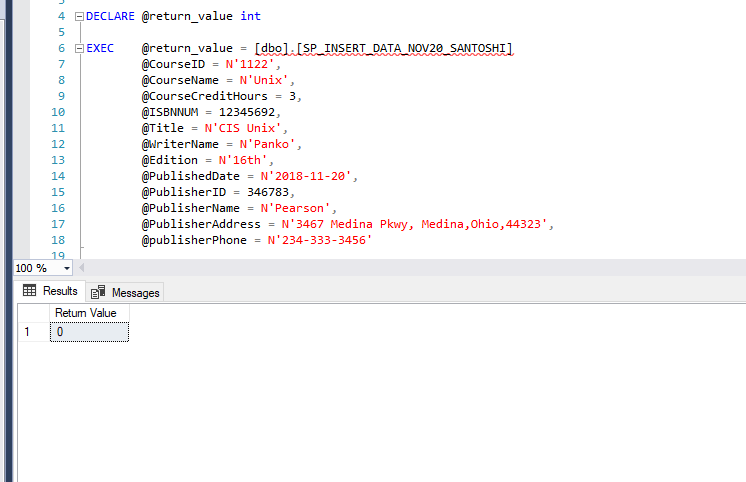 4 DECLARE @return_value int
5
6 EXEC @return_value = [dbo].[SP_INSERT_DATA_NOV20_SANTOSHI]
7 @CourseID = N'1122',
8 @CourseName = N'Unix',
9 @CourseCreditHours = 3,
10 @ISBNNUM = 12345692,
11 @Title = N'CIS Unix',
12 @WriterName = N'Panko',
13 @Edition = N'16th',
14 @PublishedDate = N'2018-11-20',
15 @PublisherID = 346783,
16 @PublisherName = N'Pearson',
17 @PublisherAddress = N'3467 Medina Pkwy, Medina,Ohio,44323',
18 @publisherPhone = N'234-333-3456'
19
100 %
Results Messages
Return Value
1 0